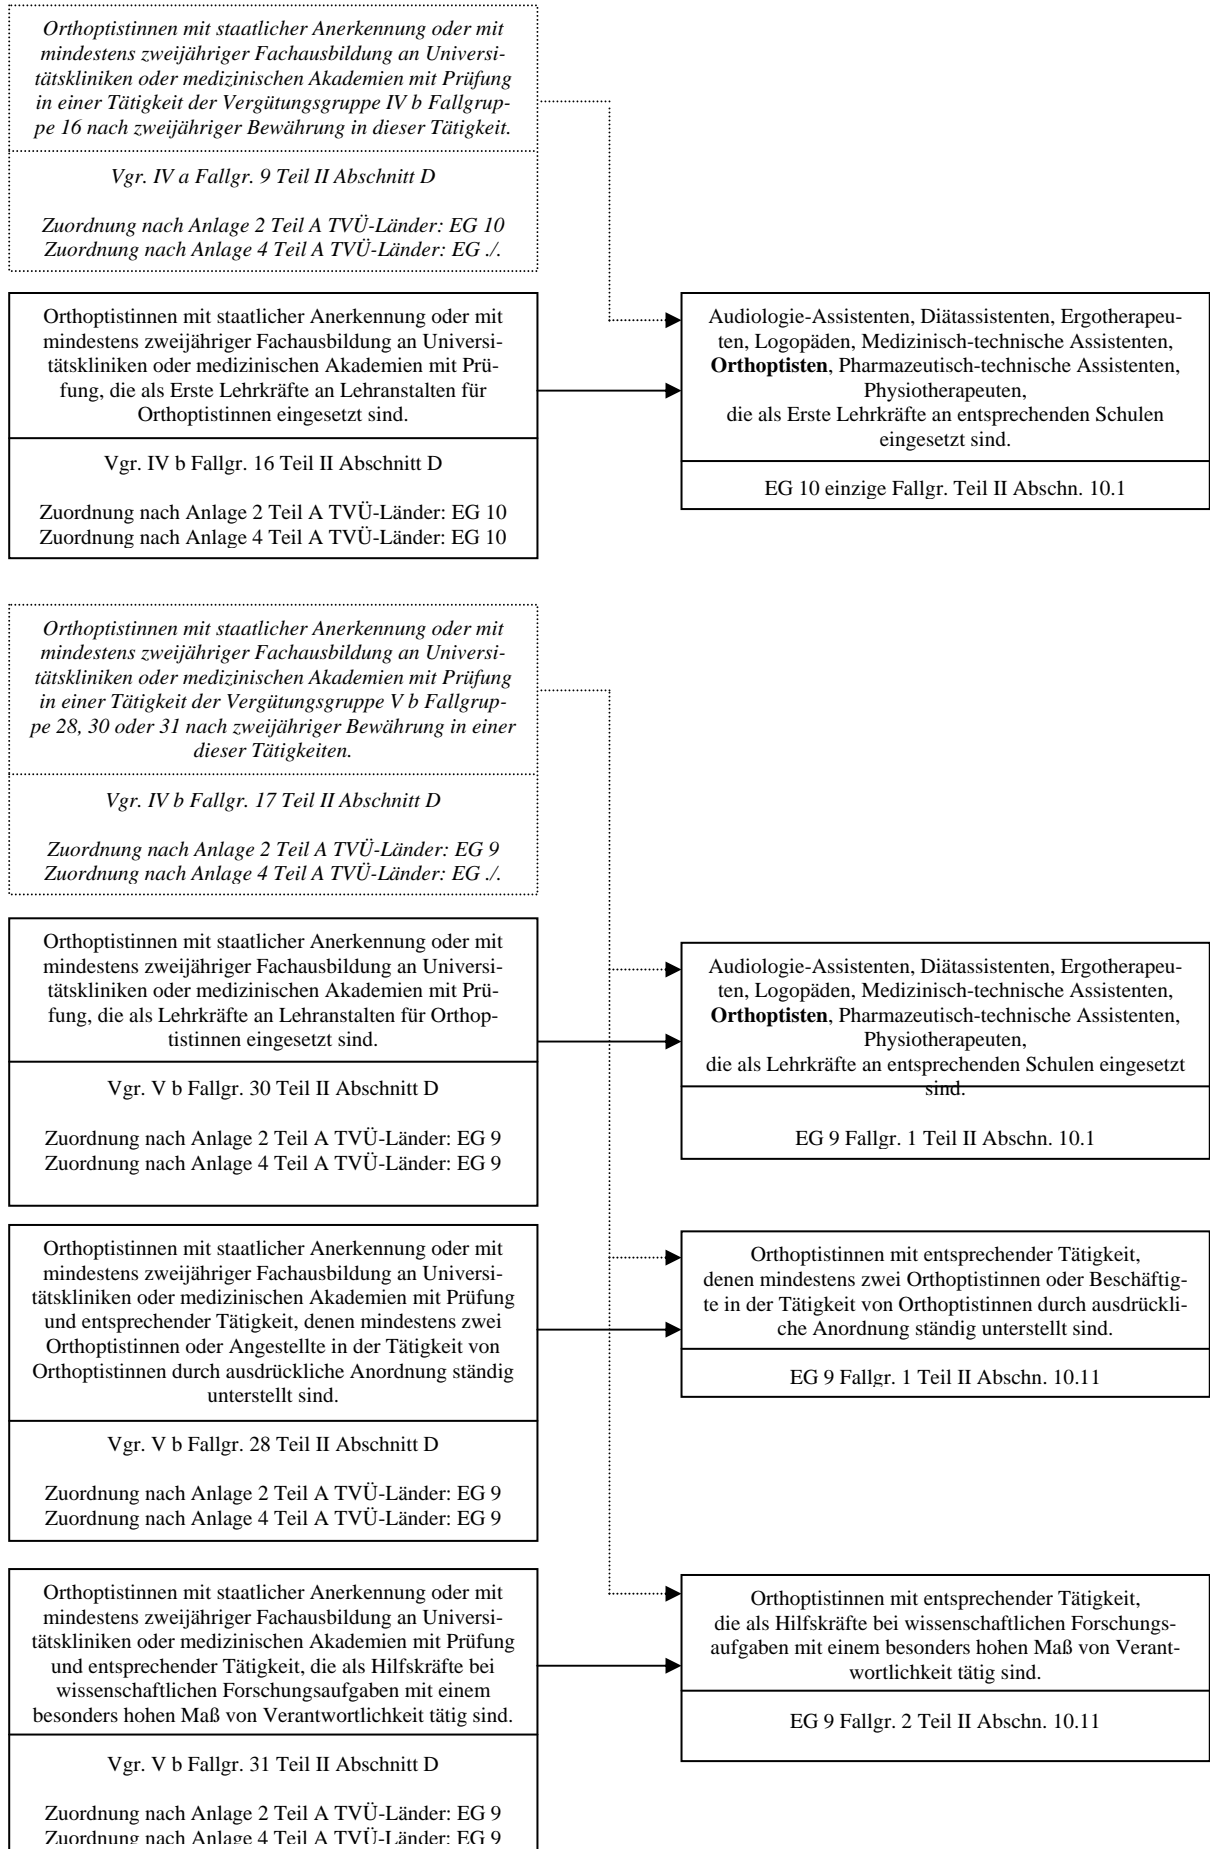 Orthoptistinnen mit staatlicher Anerkennung oder mit
mindestens zweijähriger Fachausbildung an Universi-
tätskliniken oder medizinischen Akademien mit Prüfung
in einer Tätigkeit der Vergütungsgruppe IV b Fallgrup-
pe 16 nach zweijähriger Bewährung in dieser Tätigkeit.
Vgr. IV a Fallgr. 9 Teil II Abschnitt D
Zuordnung nach Anlage 2 Teil A TVÜ-Länder: EG 10
Zuordnung nach Anlage 4 Teil A TVÜ-Länder: EG ./.
Orthoptistinnen mit staatlicher Anerkennung oder mit
mindestens zweijähriger Fachausbildung an Universi-
tätskliniken oder medizinischen Akademien mit Prü-
fung, die als Erste Lehrkräfte an Lehranstalten für
Orthoptistinnen eingesetzt sind.
Vgr. IV b Fallgr. 16 Teil II Abschnitt D
Zuordnung nach Anlage 2 Teil A TVÜ-Länder: EG 10
Zuordnung nach Anlage 4 Teil A TVÜ-Länder: EG 10
Audiologie-Assistenten, Diätassistenten, Ergotherapeu-
ten, Logopäden, Medizinisch-technische Assistenten,
Orthoptisten, Pharmazeutisch-technische Assistenten,
Physiotherapeuten,
die als Erste Lehrkräfte an entsprechenden Schulen
eingesetzt sind.
EG 10 einzige Fallgr. Teil II Abschn. 10.1
Orthoptistinnen mit staatlicher Anerkennung oder mit
mindestens zweijähriger Fachausbildung an Universi-
tätskliniken oder medizinischen Akademien mit Prüfung
in einer Tätigkeit der Vergütungsgruppe V b Fallgrup-
pe 28, 30 oder 31 nach zweijähriger Bewährung in einer
dieser Tätigkeiten.
Vgr. IV b Fallgr. 17 Teil II Abschnitt D
Zuordnung nach Anlage 2 Teil A TVÜ-Länder: EG 9
Zuordnung nach Anlage 4 Teil A TVÜ-Länder: EG ./.
Orthoptistinnen mit staatlicher Anerkennung oder mit
mindestens zweijähriger Fachausbildung an Universi-
tätskliniken oder medizinischen Akademien mit Prü-
fung, die als Lehrkräfte an Lehranstalten für Orthop-
tistinnen eingesetzt sind.
Vgr. V b Fallgr. 30 Teil II Abschnitt D
Zuordnung nach Anlage 2 Teil A TVÜ-Länder: EG 9
Zuordnung nach Anlage 4 Teil A TVÜ-Länder: EG 9
Audiologie-Assistenten, Diätassistenten, Ergotherapeu-
ten, Logopäden, Medizinisch-technische Assistenten,
Orthoptisten, Pharmazeutisch-technische Assistenten,
Physiotherapeuten,
die als Lehrkräfte an entsprechenden Schulen eingesetzt
sind.
EG 9 Fallgr. 1 Teil II Abschn. 10.1
Orthoptistinnen mit staatlicher Anerkennung oder mit
mindestens zweijähriger Fachausbildung an Universi-
tätskliniken oder medizinischen Akademien mit Prüfung
und entsprechender Tätigkeit, denen mindestens zwei
Orthoptistinnen oder Angestellte in der Tätigkeit von
Orthoptistinnen durch ausdrückliche Anordnung ständig
unterstellt sind.
Vgr. V b Fallgr. 28 Teil II Abschnitt D
Zuordnung nach Anlage 2 Teil A TVÜ-Länder: EG 9
Zuordnung nach Anlage 4 Teil A TVÜ-Länder: EG 9
Orthoptistinnen mit entsprechender Tätigkeit,
denen mindestens zwei Orthoptistinnen oder Beschäftig-
te in der Tätigkeit von Orthoptistinnen durch ausdrückli-
che Anordnung ständig unterstellt sind.
EG 9 Fallgr. 1 Teil II Abschn. 10.11
Orthoptistinnen mit staatlicher Anerkennung oder mit
mindestens zweijähriger Fachausbildung an Universi-
tätskliniken oder medizinischen Akademien mit Prüfung
und entsprechender Tätigkeit, die als Hilfskräfte bei
wissenschaftlichen Forschungsaufgaben mit einem
besonders hohen Maß von Verantwortlichkeit tätig sind.
Vgr. V b Fallgr. 31 Teil II Abschnitt D
Zuordnung nach Anlage 2 Teil A TVÜ-Länder: EG 9
Zuordnung nach Anlage 4 Teil A TVÜ-Länder: EG 9
Orthoptistinnen mit entsprechender Tätigkeit,
die als Hilfskräfte bei wissenschaftlichen Forschungs-
aufgaben mit einem besonders hohen Maß von Verant-
wortlichkeit tätig sind.
EG 9 Fallgr. 2 Teil II Abschn. 10.11